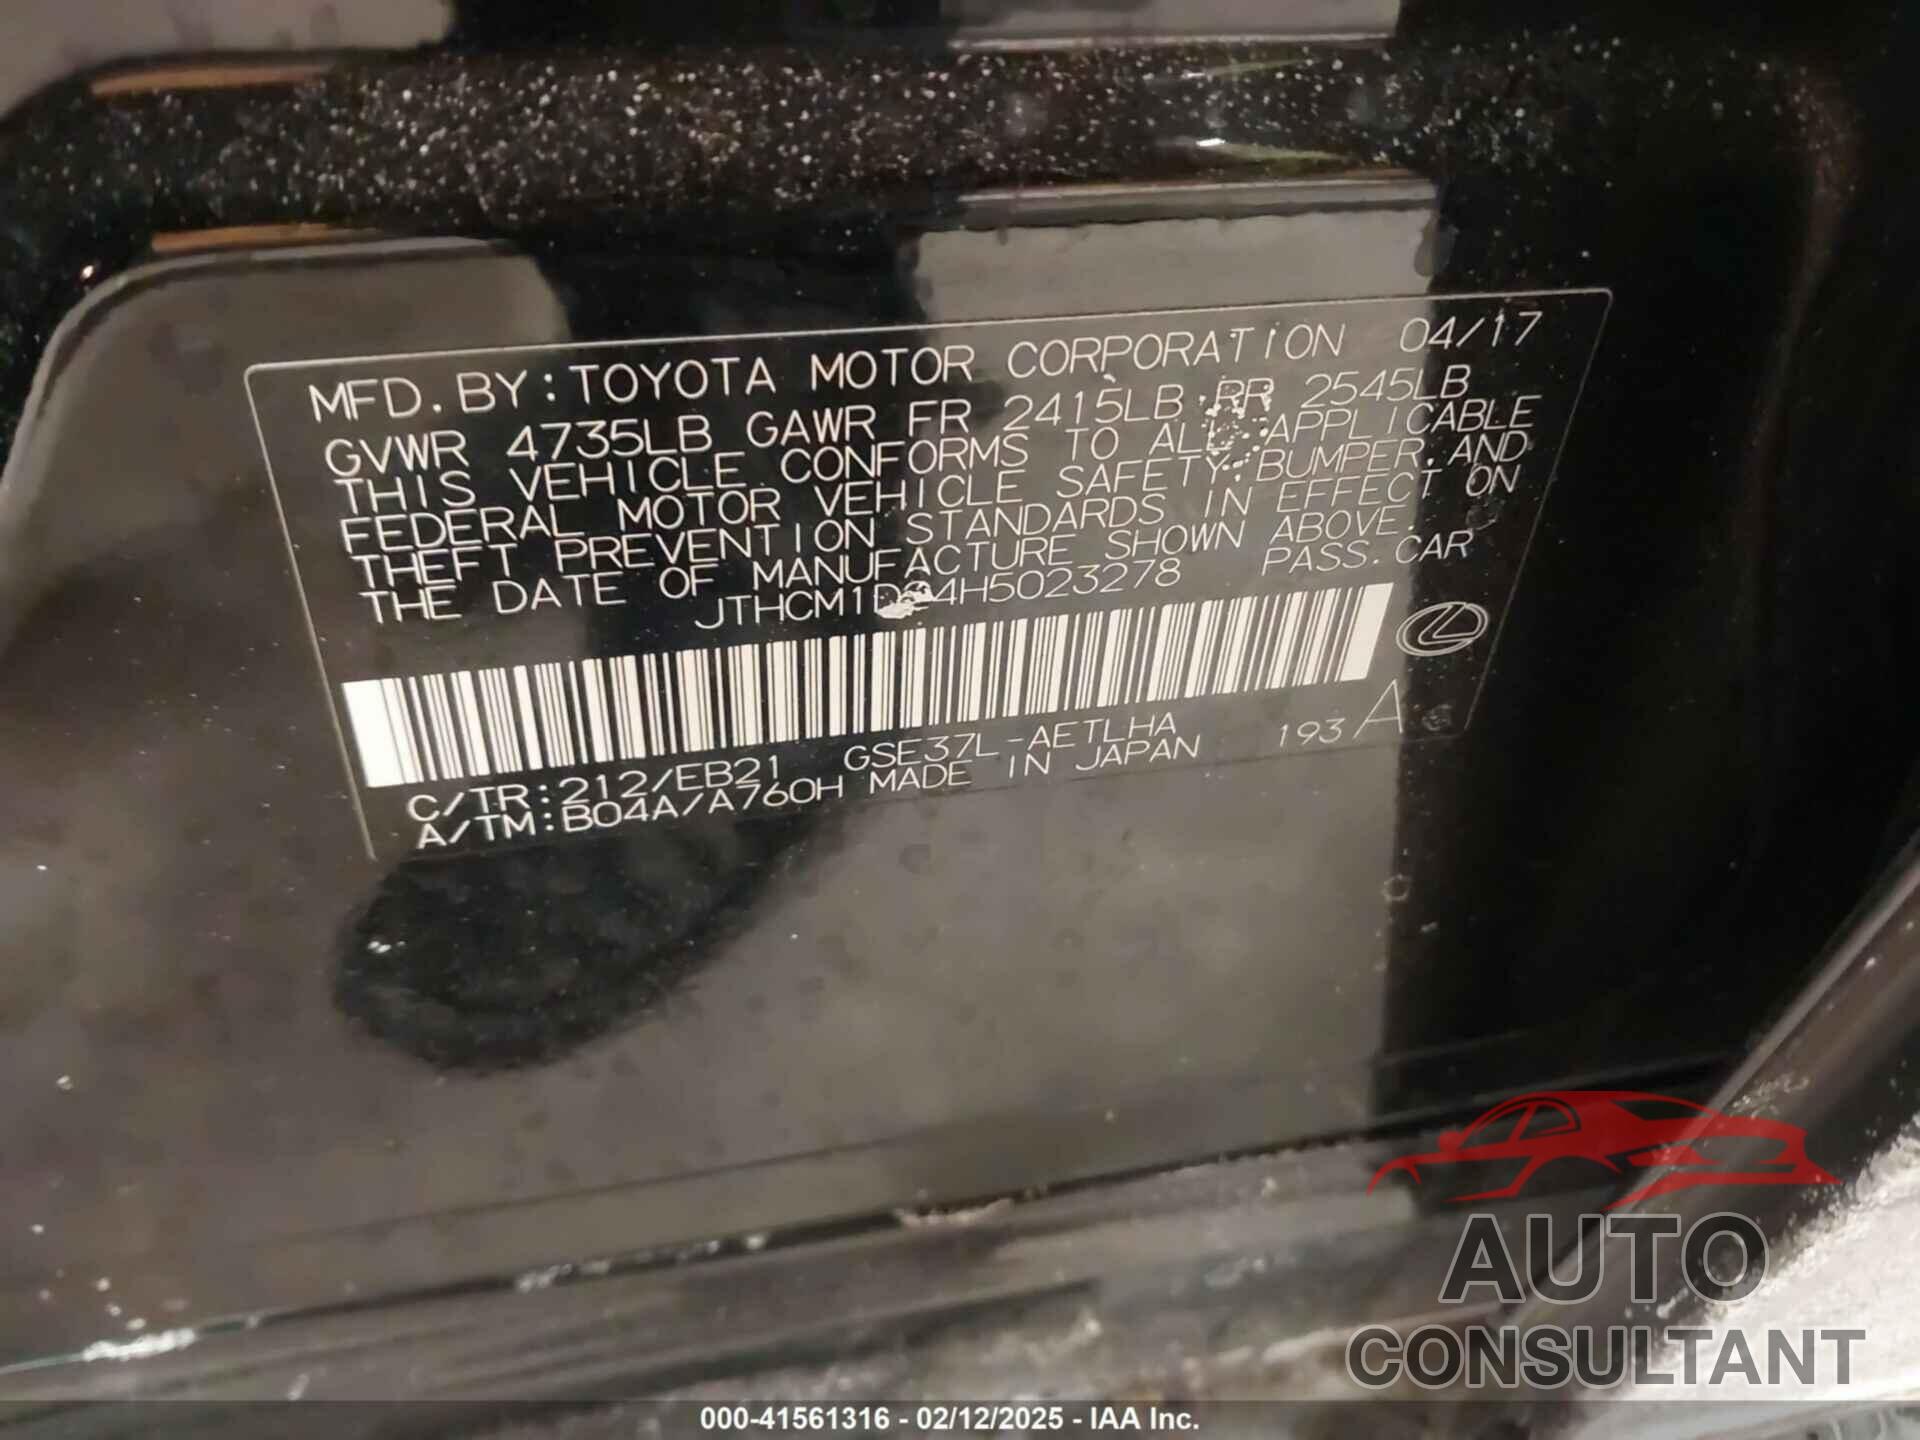 MFD. BY: TOYOTA MOTOR CORPORATION 04/17
GVWR 4735LB GAWR FR 2415LB RR 2545LB
THIS VEHICLE CONFORMS TO ALL APPLICABLE
FEDERAL MOTOR VEHICLE SAFETY, BUMPER, AND
THEFT PREVENTION STANDARDS IN EFFECT ON
THE DATE OF MANUFACTURE SHOWN ABOVE.
JTHCM1D24H5023278 PASS. CAR
C/TR:212/EB21 GSE37L-AETLHA
A/TM:B04A/A760H MADE IN JAPAN 193 A
AUTO
CONSULTANT
000-41561316 - 02/12/2025 - IAA Inc.